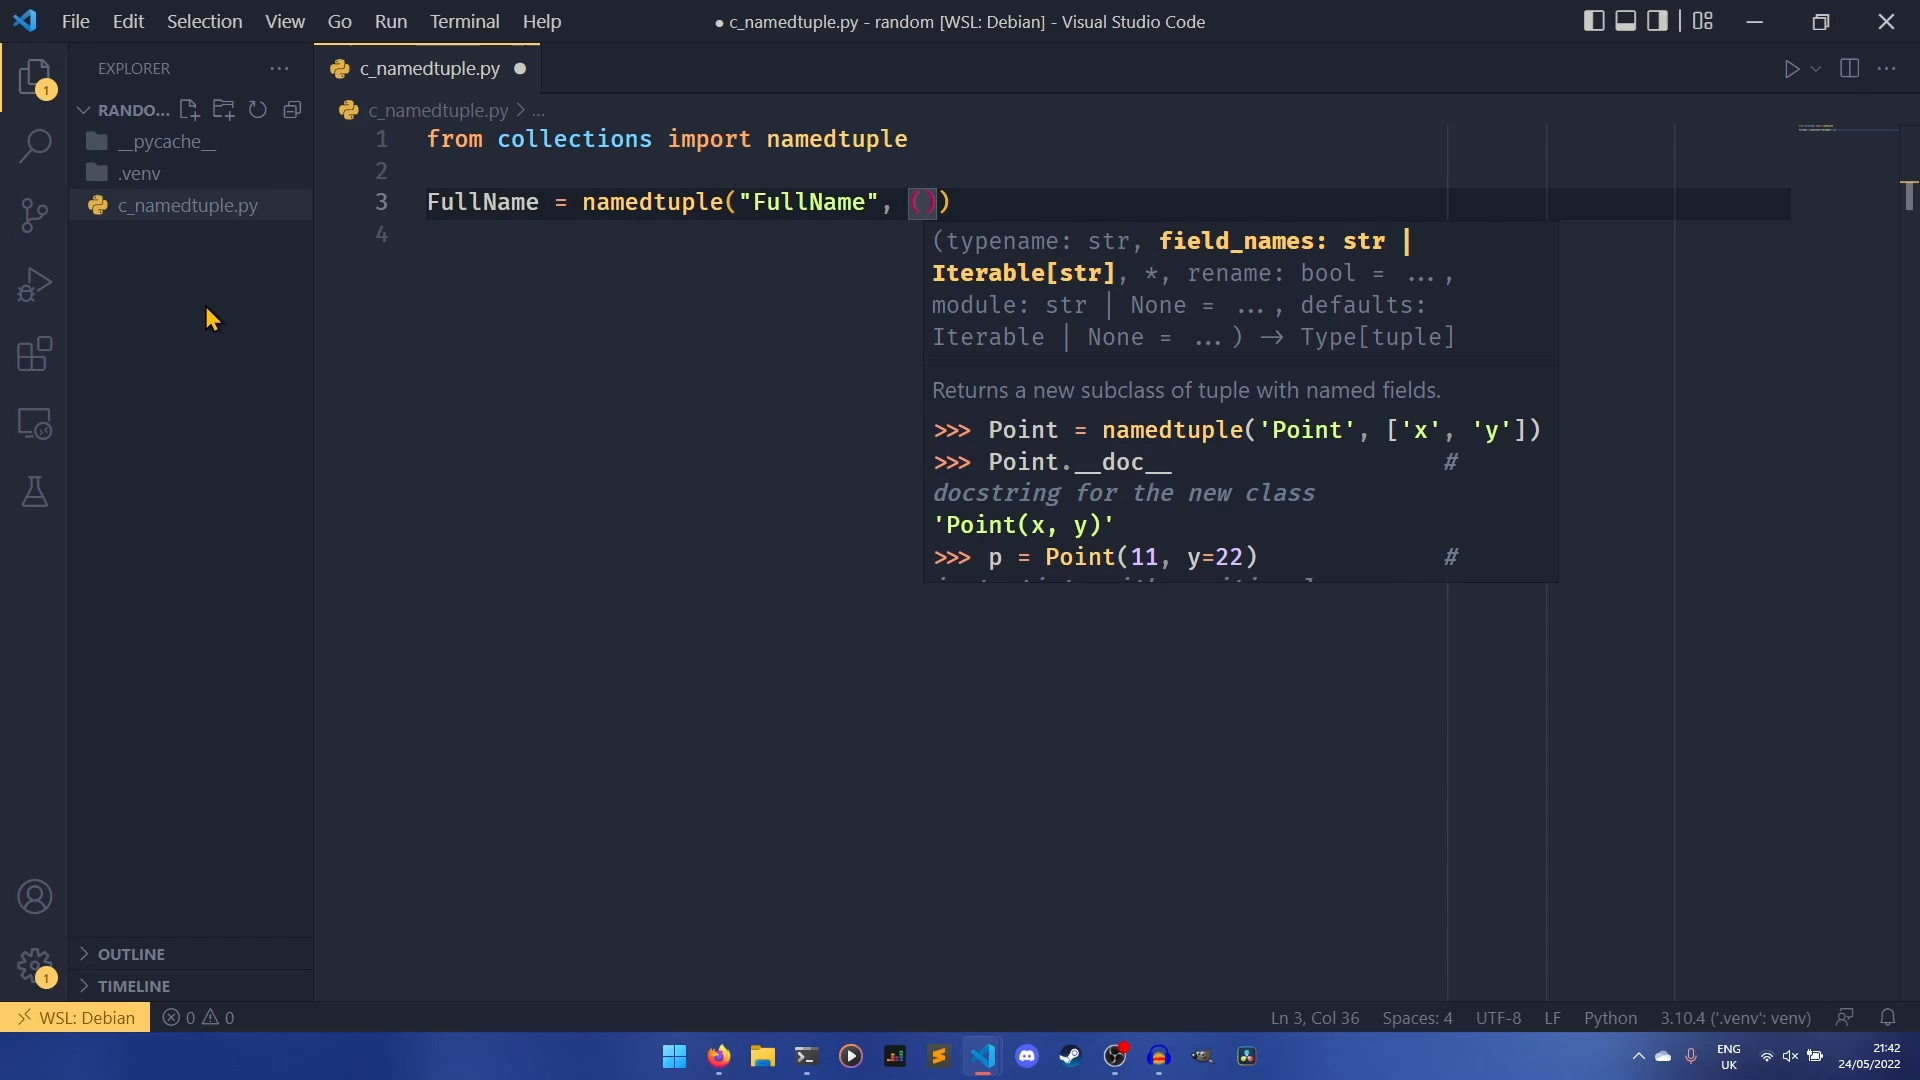 File Edit Selection View Go Run Terminal Help
● c_namedtuple.py - random [WSL: Debian] - Visual Studio Code
EXPLORER
RANDO...
__pycache__
.venv
c_namedtuple.py
OUTLINE
TIMELINE
1
1
c_namedtuple.py
c_namedtuple.py > ...
1 from collections import namedtuple
2
3 FullName = namedtuple("FullName", ())
4
(typename: str, field_names: str |
Iterable[str], *, rename: bool = ...,
module: str | None = ..., defaults:
Iterable | None = ...) -> Type[tuple]
Returns a new subclass of tuple with named fields.
>>> Point = namedtuple('Point', ['x', 'y'])
>>> Point.__doc__ #
docstring for the new class
'Point(x, y)'
>>> p = Point(11, y=22) #
WSL: Debian 0 0
Ln 3, Col 36 Spaces: 4 UTF-8 LF Python 3.10.4 ('.venv': venv)
ENG
UK
21:42
24/05/2022